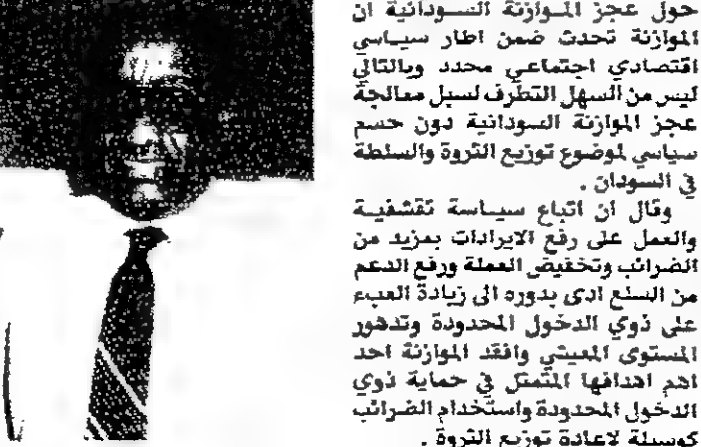 حول عجز الموازنة السودانية ان
الموازنة تحدث ضمن اطار سياسي
اقتصادي اجتماعي محدد وبالتالي
ليس من السهل التطرف لسبل معالجة
عجز الموازنة السودانية دون حسم
سياسي لموضوع توزيع الثروة والسلطة
في السودان .
وقال ان اتباع سياسة تقشفية
والعمل على رفع الايرادات بمزيد من
الضرائب وتخفيض العملة ورفع الدعم
من السلع ادى بدوره الى زيادة العبء
على ذوي الدخول المحدودة وتدهور
المستوى المعيشي وافقد الموازنة احد
اهم اهدافها المتمثل في حماية ذوي
الدخول المحدودة واستخدام الضرائب
كوسيلة لاعادة توزيع الثروة .